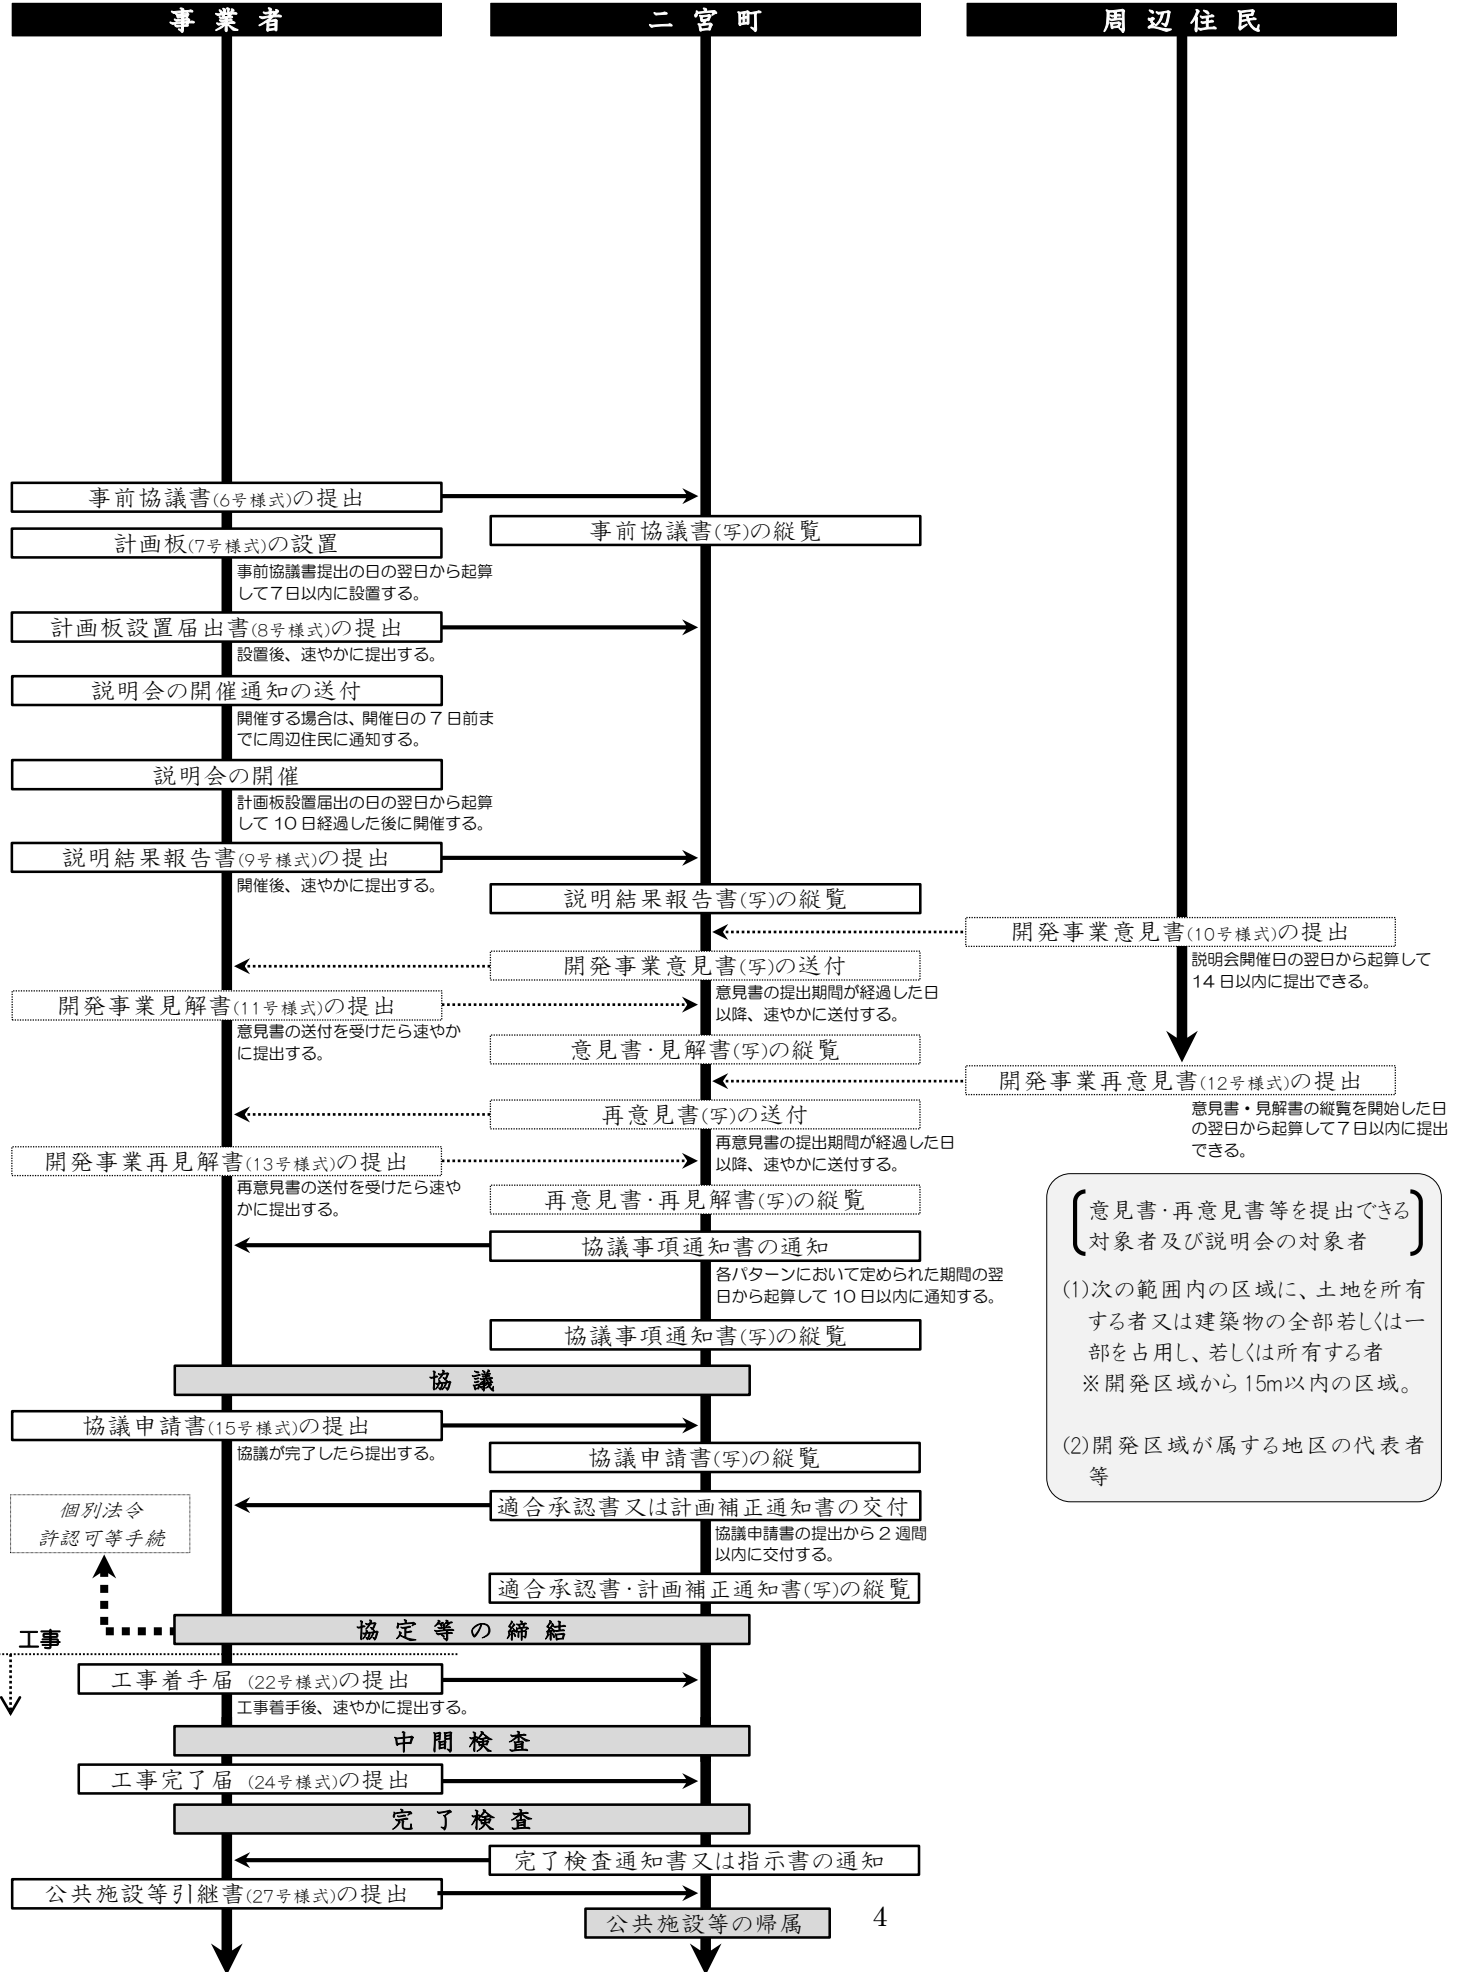 事業者
二宮町
周辺住民
事前協議書(6号様式)の提出
事前協議書(写)の縦覧
計画板(7号様式)の設置
事前協議書提出の日の翌日から起算
して7日以内に設置する。
計画板設置届出書(8号様式)の提出
設置後、速やかに提出する。
説明会の開催通知の送付
開催する場合は、開催日の7日前ま
でに周辺住民に通知する。
説明会の開催
計画板設置届出の日の翌日から起算
して10日経過した後に開催する。
説明結果報告書(9号様式)の提出
開催後、速やかに提出する。
説明結果報告書(写)の縦覧
開発事業意見書(10号様式)の提出
説明会開催日の翌日から起算して
14日以内に提出できる。
開発事業意見書(写)の送付
意見書の提出期間が経過した日
以降、速やかに送付する。
開発事業見解書(11号様式)の提出
意見書の送付を受けたら速やか
に提出する。
意見書・見解書(写)の縦覧
開発事業再意見書(12号様式)の提出
意見書・見解書の縦覧を開始した日
の翌日から起算して7日以内に提出
できる。
再意見書(写)の送付
再意見書の提出期間が経過した日
以降、速やかに送付する。
開発事業再見解書(13号様式)の提出
再意見書の送付を受けたら速や
かに提出する。
再意見書・再見解書(写)の縦覧
協議事項通知書の通知
各パターンにおいて定められた期間の翌
日から起算して10日以内に通知する。
協議事項通知書(写)の縦覧
意見書・再意見書等を提出できる
対象者及び説明会の対象者
(1)次の範囲内の区域に、土地を所有
する者又は建築物の全部若しくは一
部を占用し、若しくは所有する者
※開発区域から15m以内の区域。
(2)開発区域が属する地区の代表者
等
協議
協議申請書(15号様式)の提出
協議が完了したら提出する。
協議申請書(写)の縦覧
適合承認書又は計画補正通知書の交付
協議申請書の提出から2週間
以内に交付する。
個別法令
許認可等手続
適合承認書・計画補正通知書(写)の縦覧
協定等の締結
工事
工事着手届 (22号様式)の提出
工事着手後、速やかに提出する。
中間検査
工事完了届 (24号様式)の提出
完了検査
完了検査通知書又は指示書の通知
公共施設等引継書(27号様式)の提出
公共施設等の帰属
4